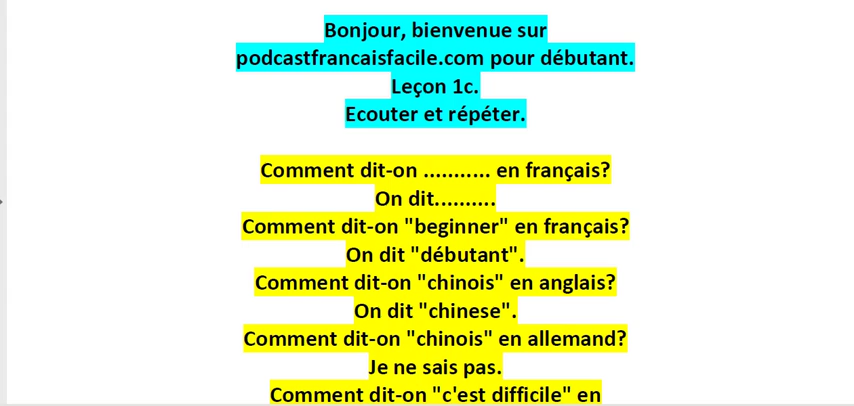 Bonjour, bienvenue sur
podcastfrancaisfacile.com pour débutant.
Leçon 1c.
Ecouter et répéter.
Comment dit-on ........... en français?
On dit..........
Comment dit-on "beginner" en français?
On dit "débutant".
Comment dit-on "chinois" en anglais?
On dit "chinese".
Comment dit-on "chinois" en allemand?
Je ne sais pas.
Comment dit-on "c'est difficile" en